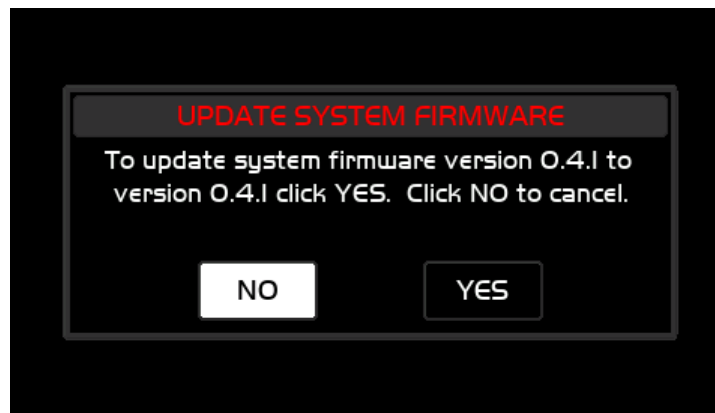 UPDATE SYSTEM FIRMWARE
To update system firmware version 0.4.1 to
version 0.4.1 click YES.  Click NO to cancel.
NO
YES